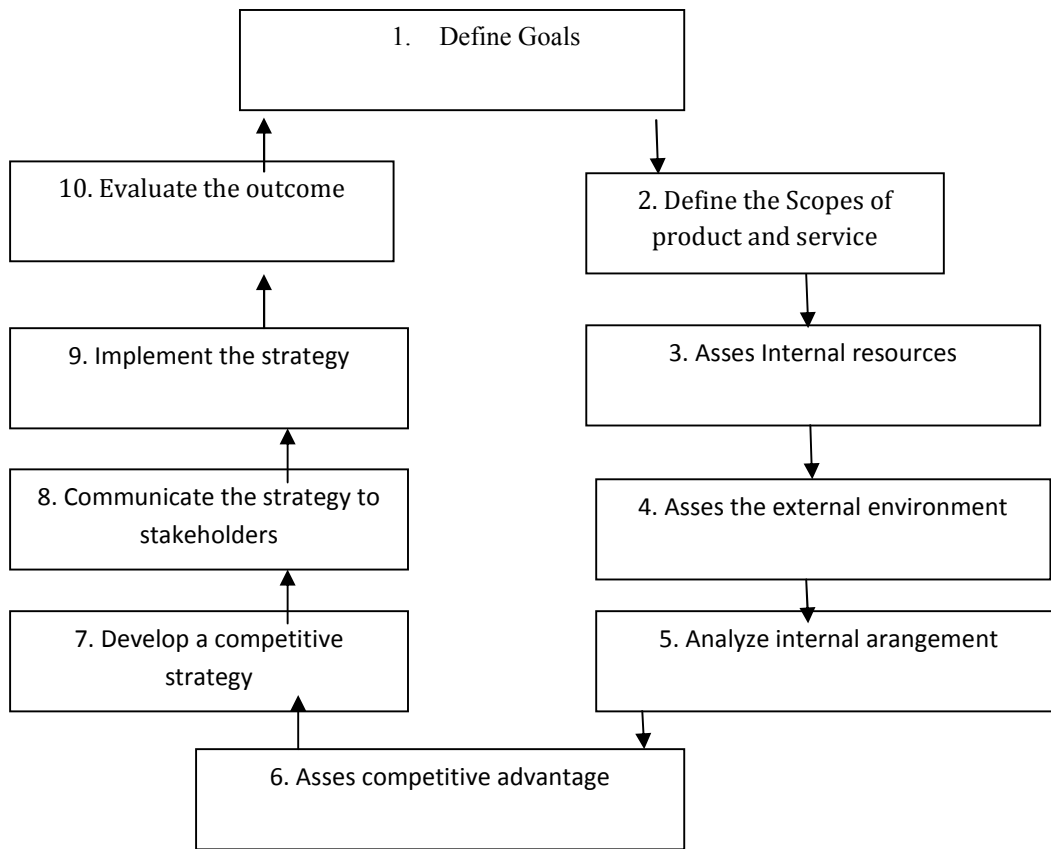 1. Define Goals
2. Define the Scopes of
product and service
3. Asses Internal resources
4. Asses the external environment
5. Analyze internal arangement
6. Asses competitive advantage
7. Develop a competitive
strategy
8. Communicate the strategy to
stakeholders
9. Implement the strategy
10. Evaluate the outcome